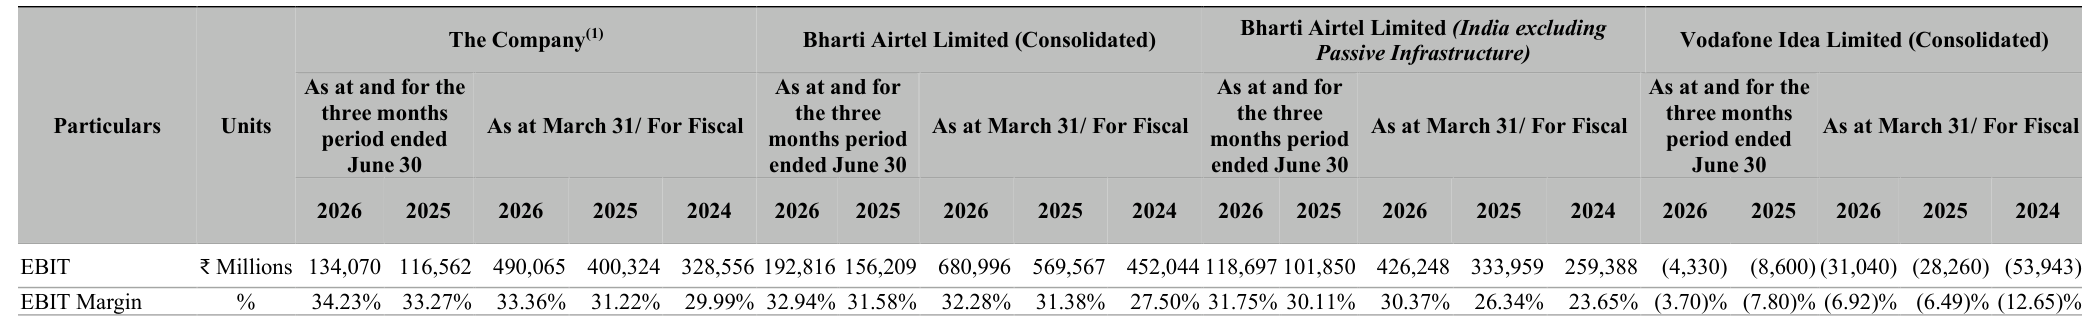 The Company(1) Bharti Airtel Limited (Consolidated) Bharti Airtel Limited (India excluding Passive Infrastructure) Vodafone Idea Limited (Consolidated)
Particulars Units
As at and for the three months period ended June 30
As at March 31/ For Fiscal
As at and for the three months period ended June 30
As at March 31/ For Fiscal
As at and for the three months period ended June 30
As at March 31/ For Fiscal
As at and for the three months period ended June 30
As at March 31/ For Fiscal
2026 2025 2026 2025 2024 2026 2025 2026 2025 2024 2026 2025 2026 2025 2024 2026 2025 2026 2025 2024
EBIT ₹ Millions 134,070 116,562 490,065 400,324 328,556 192,816 156,209 680,996 569,567 452,044 118,697 101,850 426,248 333,959 259,388 (4,330) (8,600) (31,040) (28,260) (53,943)
EBIT Margin % 34.23% 33.27% 33.36% 31.22% 29.99% 32.94% 31.58% 32.28% 31.38% 27.50% 31.75% 30.11% 30.37% 26.34% 23.65% (3.70)% (7.80)% (6.92)% (6.49)% (12.65)%